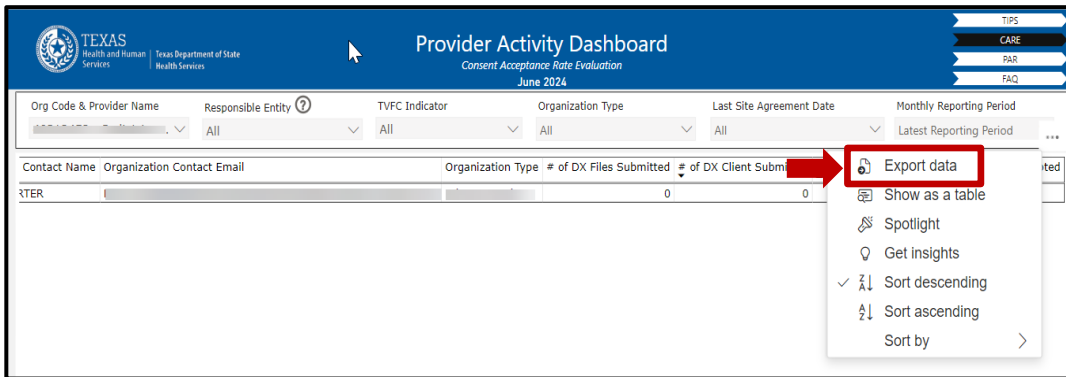 TEXAS
Health and Human
Services
Texas Department of State
Health Services
Provider Activity Dashboard
Consent Acceptance Rate Evaluation
June 2024
TIPS
CARE
PAR
FAQ
Org Code & Provider Name
Responsible Entity ?
TVFC Indicator
Organization Type
Last Site Agreement Date
Monthly Reporting Period
All
All
All
All
Latest Reporting Period
...
Contact Name Organization Contact Email Organization Type # of DX Files Submitted # of DX Client
RTER 0 0
Export data
Show as a table
Spotlight
Get insights
Sort descending
Sort ascending
Sort by